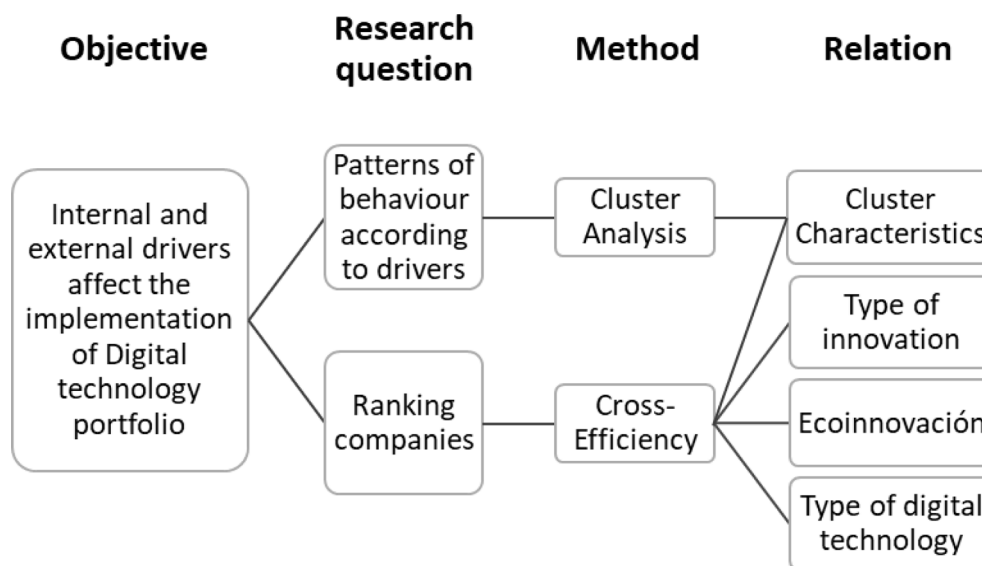 Objective
Research
question
Method
Relation
Internal and
external drivers
affect the
implementation
of Digital
technology
portfolio
Patterns of
behaviour
according
to drivers
Ranking
companies
Cluster
Analysis
Cross-
Efficiency
Cluster
Characteristics
Type of
innovation
Ecoinnovación
Type of digital
technology